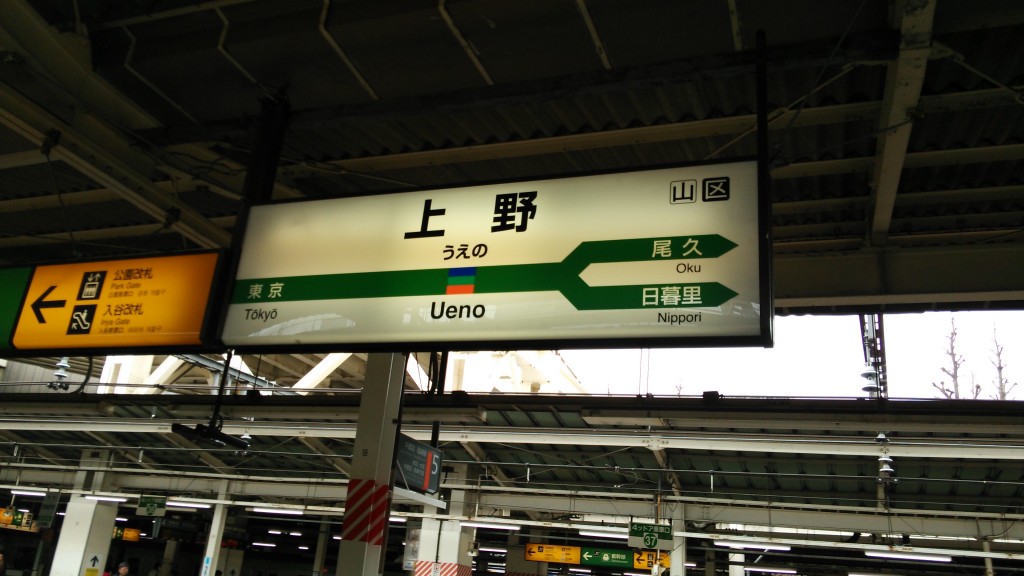 上野
山区
うえの
尾久
Oku
東京
Tōkyō
Ueno
日暮里
Nippori
公園改札
Park Gate
入谷改札
Iriya Gate
5
37